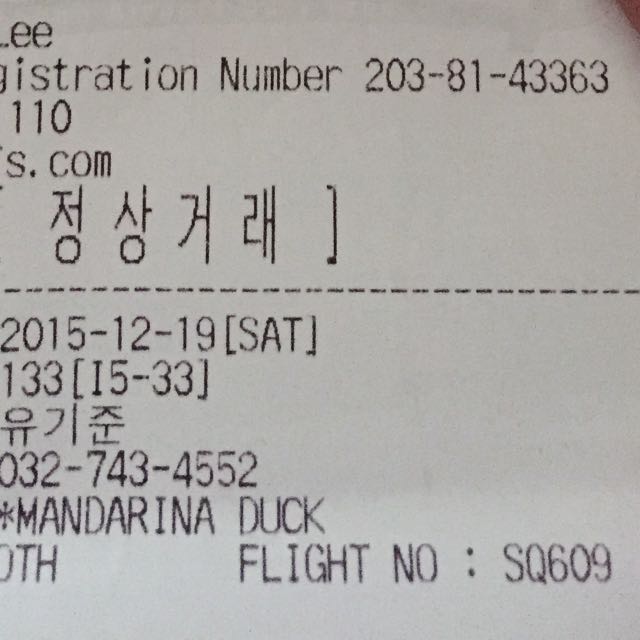 Lee
gistration Number 203-81-43363
110
s.com
정상거래 ]
2015-12-19[SAT]
133[I5-33]
유기준
032-743-4552
*MANDARINA DUCK
OTH FLIGHT NO : SQ609